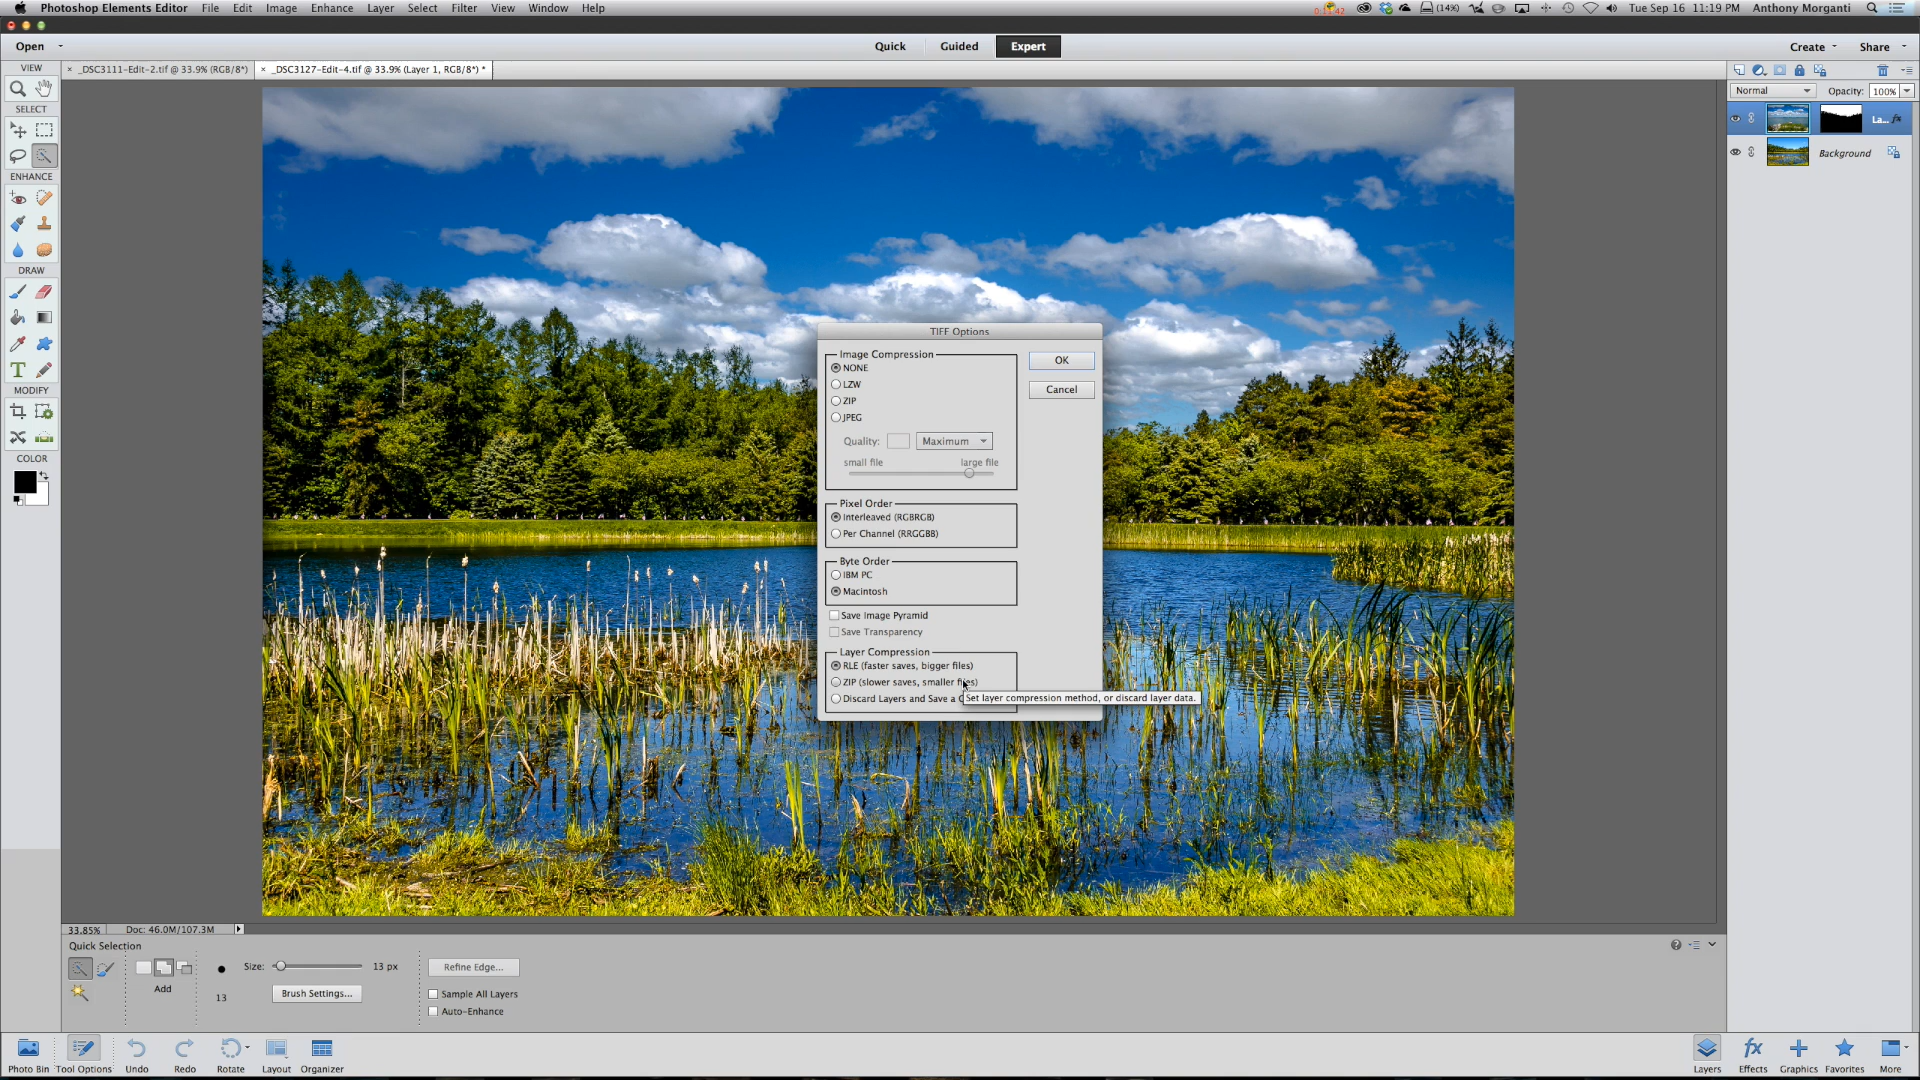 Photoshop Elements Editor File Edit Image Enhance Layer Select Filter View Window Help
(14%) Tue Sep 16 11:19 PM Anthony Morganti
Open Quick Guided Expert Create Share
VIEW
× _DSC3111-Edit-2.tif @ 33.9% (RGB/8*) × _DSC3127-Edit-4.tif @ 33.9% (Layer 1, RGB/8*) *
Normal Opacity: 100%
SELECT
La... fx
Background
ENHANCE
DRAW
MODIFY
COLOR
TIFF Options
Image Compression
NONE
LZW
ZIP
JPEG
Quality: Maximum
small file large file
OK
Cancel
Pixel Order
Interleaved (RGBRGB)
Per Channel (RRGGBB)
Byte Order
IBM PC
Macintosh
Save Image Pyramid
Save Transparency
Layer Compression
RLE (faster saves, bigger files)
ZIP (slower saves, smaller files)
Discard Layers and Save a
Set layer compression method, or discard layer data.
33.85% Doc: 46.0M/107.3M
Quick Selection
Size: 13 px Refine Edge...
Add 13 Brush Settings... Sample All Layers
Auto-Enhance
Photo Bin Tool Options Undo Redo Rotate Layout Organizer Layers Effects Graphics Favorites More